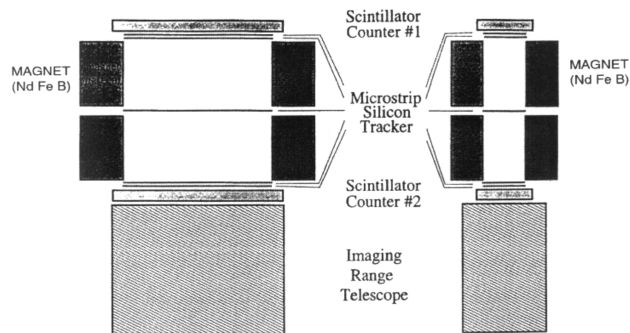 Scintillator
Counter #1
MAGNET
(Nd Fe B)
MAGNET
(Nd Fe B)
Microstrip
Silicon
Tracker
Scintillator
Counter #2
Imaging
Range
Telescope